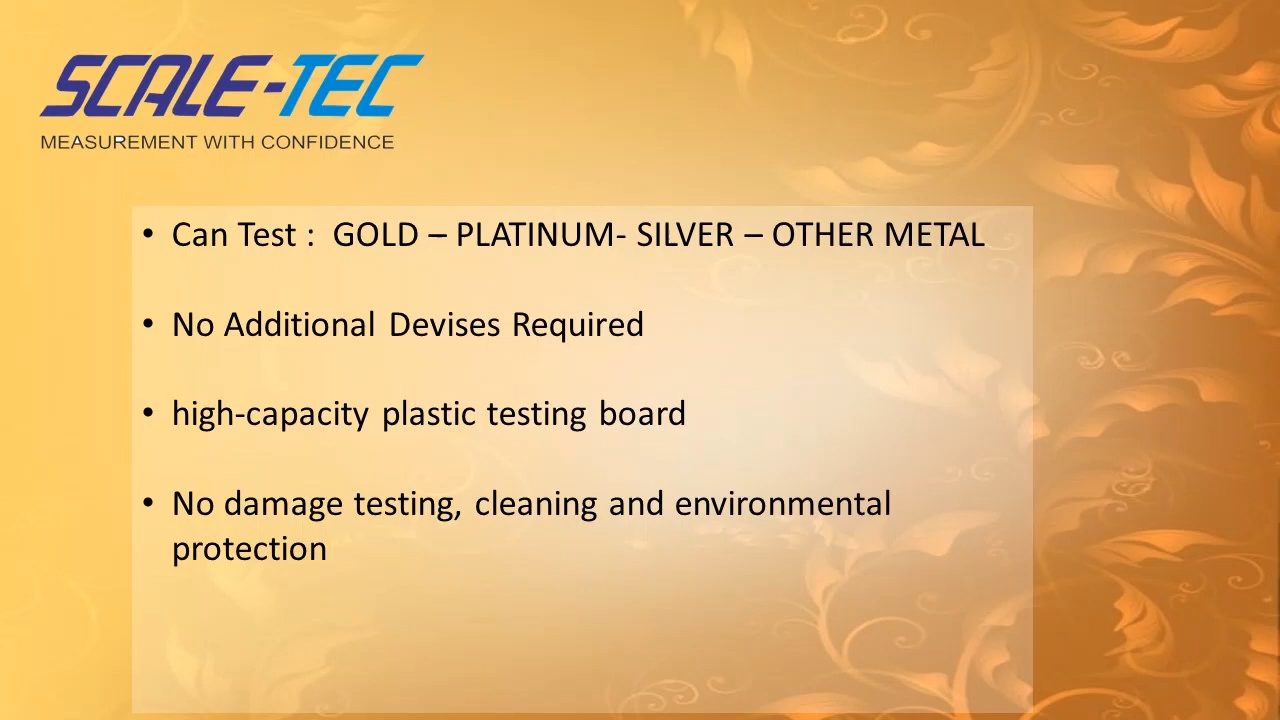 SCALE-TEC
MEASUREMENT WITH CONFIDENCE
• Can Test : GOLD – PLATINUM- SILVER – OTHER METAL
• No Additional Devises Required
• high-capacity plastic testing board
• No damage testing, cleaning and environmental
protection